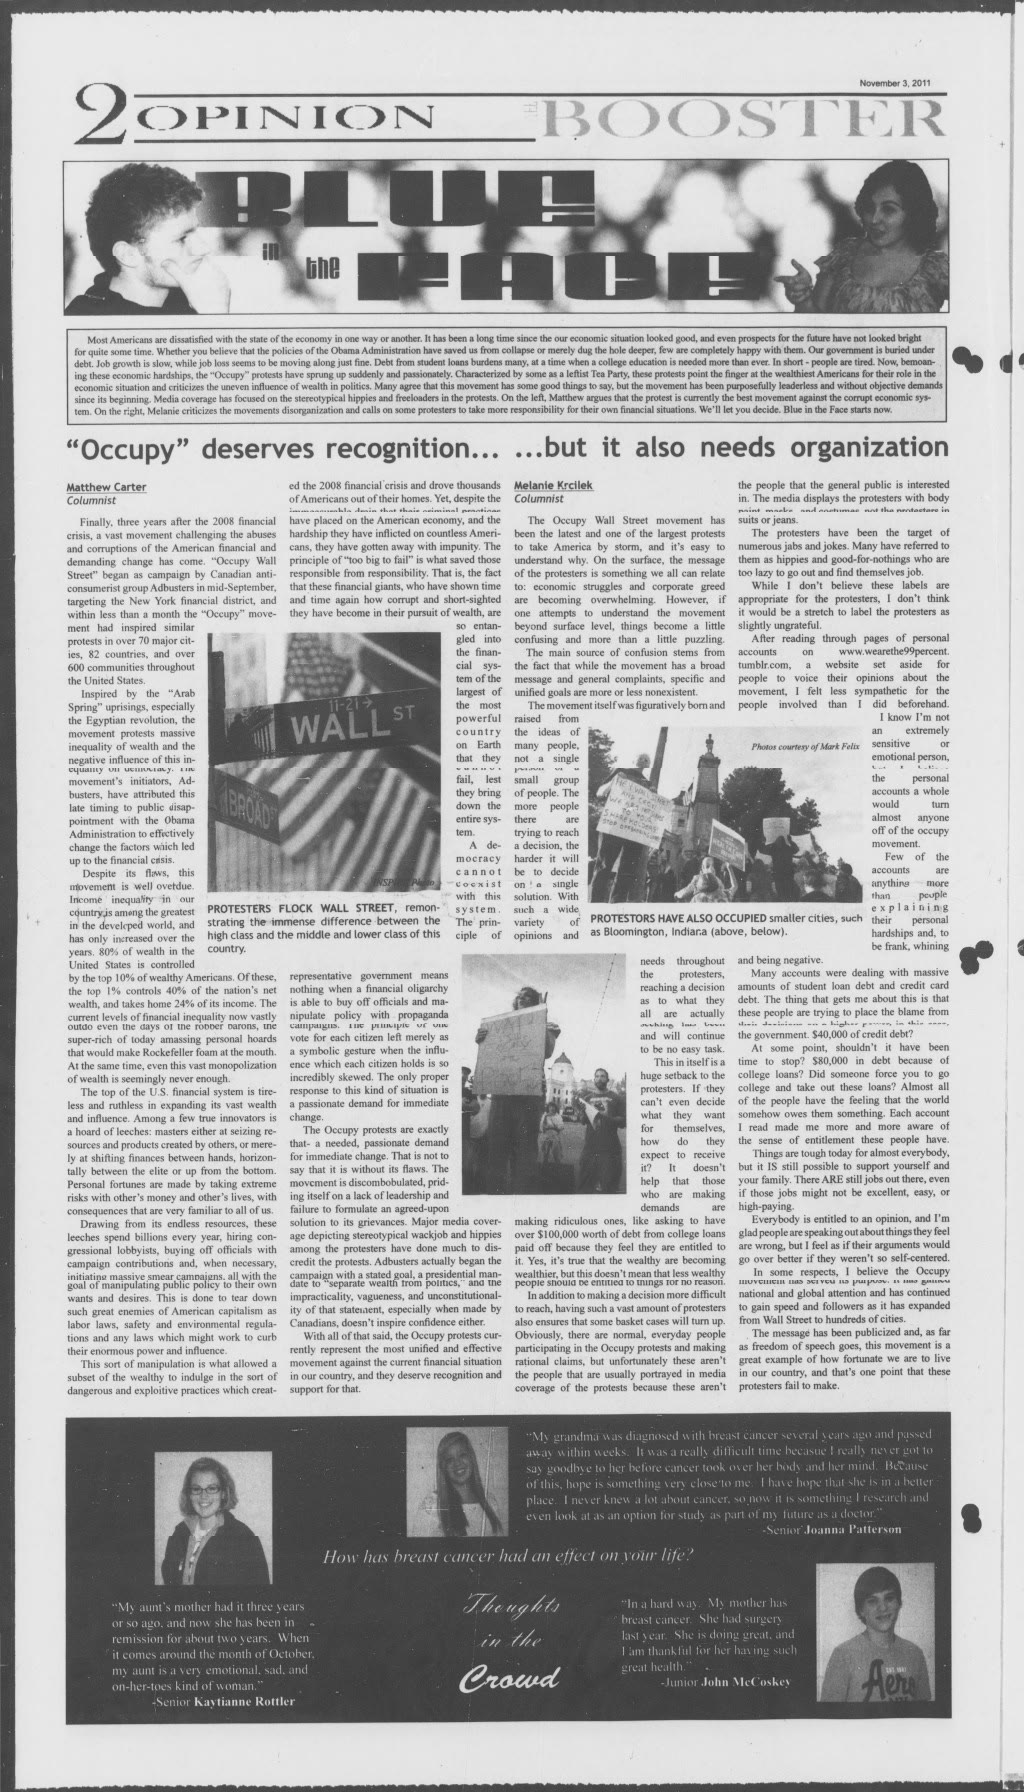 November 3, 2011
2 OPINION
THE BOOSTER
BLUE
in
the
FACE
Most Americans are dissatisfied with the state of the economy in one way or another. It has been a long time since the our economic situation looked good, and even prospects for the future have not looked bright
for quite some time. Whether you believe that the policies of the Obama Administration have saved us from collapse or merely dug the hole deeper, few are completely happy with them. Our government is buried under
debt. Job growth is slow, while job loss seems to be moving along just fine. Debt from student loans burdens many, at a time when a college education is needed more than ever. In short - people are tired. Now, bemoan-
ing these economic hardships, the "Occupy" protests have sprung up suddenly and passionately. Characterized by some as a leftist Tea Party, these protests point the finger at the wealthiest Americans for their role in the
economic situation and criticizes the uneven influence of wealth in politics. Many agree that this movement has some good things to say, but the movement has been purposefully leaderless and without objective demands
since its beginning. Media coverage has focused on the stereotypical hippies and freeloaders in the protests. On the left, Matthew argues that the protest is currently the best movement against the corrupt economic sys-
tem. On the right, Melanie criticizes the movements disorganization and calls on some protesters to take more responsibility for their own financial situations. We'll let you decide. Blue in the Face starts now.
"Occupy" deserves recognition...
Matthew Carter
Columnist
Finally, three years after the 2008 financial
crisis, a vast movement challenging the abuses
and corruptions of the American financial and
demanding change has come. "Occupy Wall
Street" began as campaign by Canadian anti-
consumerist group Adbusters in mid-September,
targeting the New York financial district, and
within less than a month the "Occupy" move-
ment had inspired similar
protests in over 70 major cit-
ies, 82 countries, and over
600 communities throughout
the United States.
Inspired by the "Arab
Spring" uprisings, especially
the Egyptian revolution, the
movement protests massive
inequality of wealth and the
negative influence of this in-
equality on democracy. The
movement's initiators, Ad-
busters, have attributed this
late timing to public disap-
pointment with the Obama
Administration to effectively
change the factors which led
up to the financial crisis.
Despite its flaws, this
movement is well overdue.
Income inequality in our
country is among the greatest
in the developed world, and
has only increased over the
years. 80% of wealth in the
United States is controlled
by the top 10% of wealthy Americans. Of these,
the top 1% controls 40% of the nation's net
wealth, and takes home 24% of its income. The
current levels of financial inequality now vastly
outdo even the days of the robber barons, the
super-rich of today amassing personal hoards
that would make Rockefeller foam at the mouth.
At the same time, even this vast monopolization
of wealth is seemingly never enough.
The top of the U.S. financial system is tire-
less and ruthless in expanding its vast wealth
and influence. Among a few true innovators is
a hoard of leeches: masters either at seizing re-
sources and products created by others, or mere-
ly at shifting finances between hands, horizon-
tally between the elite or up from the bottom.
Personal fortunes are made by taking extreme
risks with other's money and other's lives, with
consequences that are very familiar to all of us.
Drawing from its endless resources, these
leeches spend billions every year, hiring con-
gressional lobbyists, buying off officials with
campaign contributions and, when necessary,
initiating massive smear campaigns, all with the
goal of manipulating public policy to their own
wants and desires. This is done to tear down
such great enemies of American capitalism as
labor laws, safety and environmental regula-
tions and any laws which might work to curb
their enormous power and influence.
This sort of manipulation is what allowed a
subset of the wealthy to indulge in the sort of
dangerous and exploitive practices which creat-
ed the 2008 financial crisis and drove thousands
of Americans out of their homes. Yet, despite the
immeasurable drain that their criminal practices
have placed on the American economy, and the
hardship they have inflicted on countless Ameri-
cans, they have gotten away with impunity. The
principle of "too big to fail" is what saved those
responsible from responsibility. That is, the fact
that these financial giants, who have shown time
and time again how corrupt and short-sighted
they have become in their pursuit of wealth, are
so entan-
gled into
the finan-
cial sys-
tem of the
largest of
the most
powerful
country
on Earth
that they
fail, lest
they bring
down the
entire sys-
tem.
A de-
mocracy
cannot
coexist
with this
system.
The prin-
ciple of
representative government means
nothing when a financial oligarchy
is able to buy off officials and ma-
nipulate policy with propaganda
campaigns. The principle of one
vote for each citizen left merely as
a symbolic gesture when the influ-
ence which each citizen holds is so
incredibly skewed. The only proper
response to this kind of situation is
a passionate demand for immediate
change.
The Occupy protests are exactly
that- a needed, passionate demand
for immediate change. That is not to
say that it is without its flaws. The
movement is discombobulated, prid-
ing itself on a lack of leadership and
failure to formulate an agreed-upon
solution to its grievances. Major media cover-
age depicting stereotypical wackjob and hippies
among the protesters have done much to dis-
credit the protests. Adbusters actually began the
campaign with a stated goal, a presidential man-
date to "separate wealth from politics," and the
impracticality, vagueness, and unconstitutional-
ity of that statement, especially when made by
Canadians, doesn't inspire confidence either.
With all of that said, the Occupy protests cur-
rently represent the most unified and effective
movement against the current financial situation
in our country, and they deserve recognition and
support for that.
11-21
WALL ST
BROAD
PROTESTERS FLOCK WALL STREET, remon-
strating the immense difference between the
high class and the middle and lower class of this
country.
...but it also needs organization
Melanie Krcilek
Columnist
The Occupy Wall Street movement has
been the latest and one of the largest protests
to take America by storm, and it's easy to
understand why. On the surface, the message
of the protesters is something we all can relate
to: economic struggles and corporate greed
are becoming overwhelming. However, if
one attempts to understand the movement
beyond surface level, things become a little
confusing and more than a little puzzling.
The main source of confusion stems from
the fact that while the movement has a broad
message and general complaints, specific and
unified goals are more or less nonexistent.
The movement itself was figuratively born and
raised from
the ideas of
many people,
not a single
person or a
small group
of people. The
more people
there are
trying to reach
a decision, the
harder it will
be to decide
on a single
solution. With
such a wide
variety of
opinions and
needs throughout
the protesters,
reaching a decision
as to what they
all are actually
and will continue
to be no easy task.
This in itself is a
huge setback to the
protesters. If they
can't even decide
what they want
for themselves,
how do they
expect to receive
it? It doesn't
help that those
who are making
demands are
making ridiculous ones, like asking to have
over $100,000 worth of debt from college loans
paid off because they feel they are entitled to
it. Yes, it's true that the wealthy are becoming
wealthier, but this doesn't mean that less wealthy
people should be entitled to things for no reason.
In addition to making a decision more difficult
to reach, having such a vast amount of protesters
also ensures that some basket cases will turn up.
Obviously, there are normal, everyday people
participating in the Occupy protests and making
rational claims, but unfortunately these aren't
the people that are usually portrayed in media
coverage of the protests because these aren't
the people that the general public is interested
in. The media displays the protesters with body
paint, masks, and costumes, not the protesters in
suits or jeans.
The protesters have been the target of
numerous jabs and jokes. Many have referred to
them as hippies and good-for-nothings who are
too lazy to go out and find themselves job.
While I don't believe these labels are
appropriate for the protesters, I don't think
it would be a stretch to label the protesters as
slightly ungrateful.
After reading through pages of personal
accounts on www.wearethe99percent.
tumblr.com, a website set aside for
people to voice their opinions about the
movement, I felt less sympathetic for the
people involved than I did beforehand.
I know I'm not
an extremely
sensitive or
emotional person,
the personal
accounts a whole
would turn
almost anyone
off of the occupy
movement.
Few of the
accounts are
anything more
than people
explaining
their personal
hardships and, to
be frank, whining
and being negative.
Many accounts were dealing with massive
amounts of student loan debt and credit card
debt. The thing that gets me about this is that
these people are trying to place the blame from
their decisions on a higher power, in this case,
the government. $40,000 of credit debt?
At some point, shouldn't it have been
time to stop? $80,000 in debt because of
college loans? Did someone force you to go
college and take out these loans? Almost all
of the people have the feeling that the world
somehow owes them something. Each account
I read made me more and more aware of
the sense of entitlement these people have.
Things are tough today for almost everybody,
but it IS still possible to support yourself and
your family. There ARE still jobs out there, even
if those jobs might not be excellent, easy, or
high-paying.
Everybody is entitled to an opinion, and I'm
glad people are speaking out about things they feel
are wrong, but I feel as if their arguments would
go over better if they weren't so self-centered.
In some respects, I believe the Occupy
movement has served its purpose. It has gained
national and global attention and has continued
to gain speed and followers as it has expanded
from Wall Street to hundreds of cities.
The message has been publicized and, as far
as freedom of speech goes, this movement is a
great example of how fortunate we are to live
in our country, and that's one point that these
protesters fail to make.
Photos courtesy of Mark Felix
PROTESTORS HAVE ALSO OCCUPIED smaller cities, such
as Bloomington, Indiana (above, below).
"My grandma was diagnosed with breast cancer several years ago and passed
away within weeks. It was a really difficult time becasue I really never got to
say goodbye to her before cancer took over her body and her mind. Because
of this, hope is something very close to me. I have hope that she is in a better
place. I never knew a lot about cancer, so now it is something I research and
even look at as an option for study as part of my future as a doctor."
-Senior Joanna Patterson
How has breast cancer had an effect on your life?
"My aunt's mother had it three years
or so ago, and now she has been in
remission for about two years. When
it comes around the month of October,
my aunt is a very emotional, sad, and
on-her-toes kind of woman."
-Senior Kaytianne Rottler
Thoughts
in the
Crowd
"In a hard way. My mother has
breast cancer. She had surgery
last year. She is doing great, and
I am thankful for her having such
great health."
-Junior John McCoskey
Aero